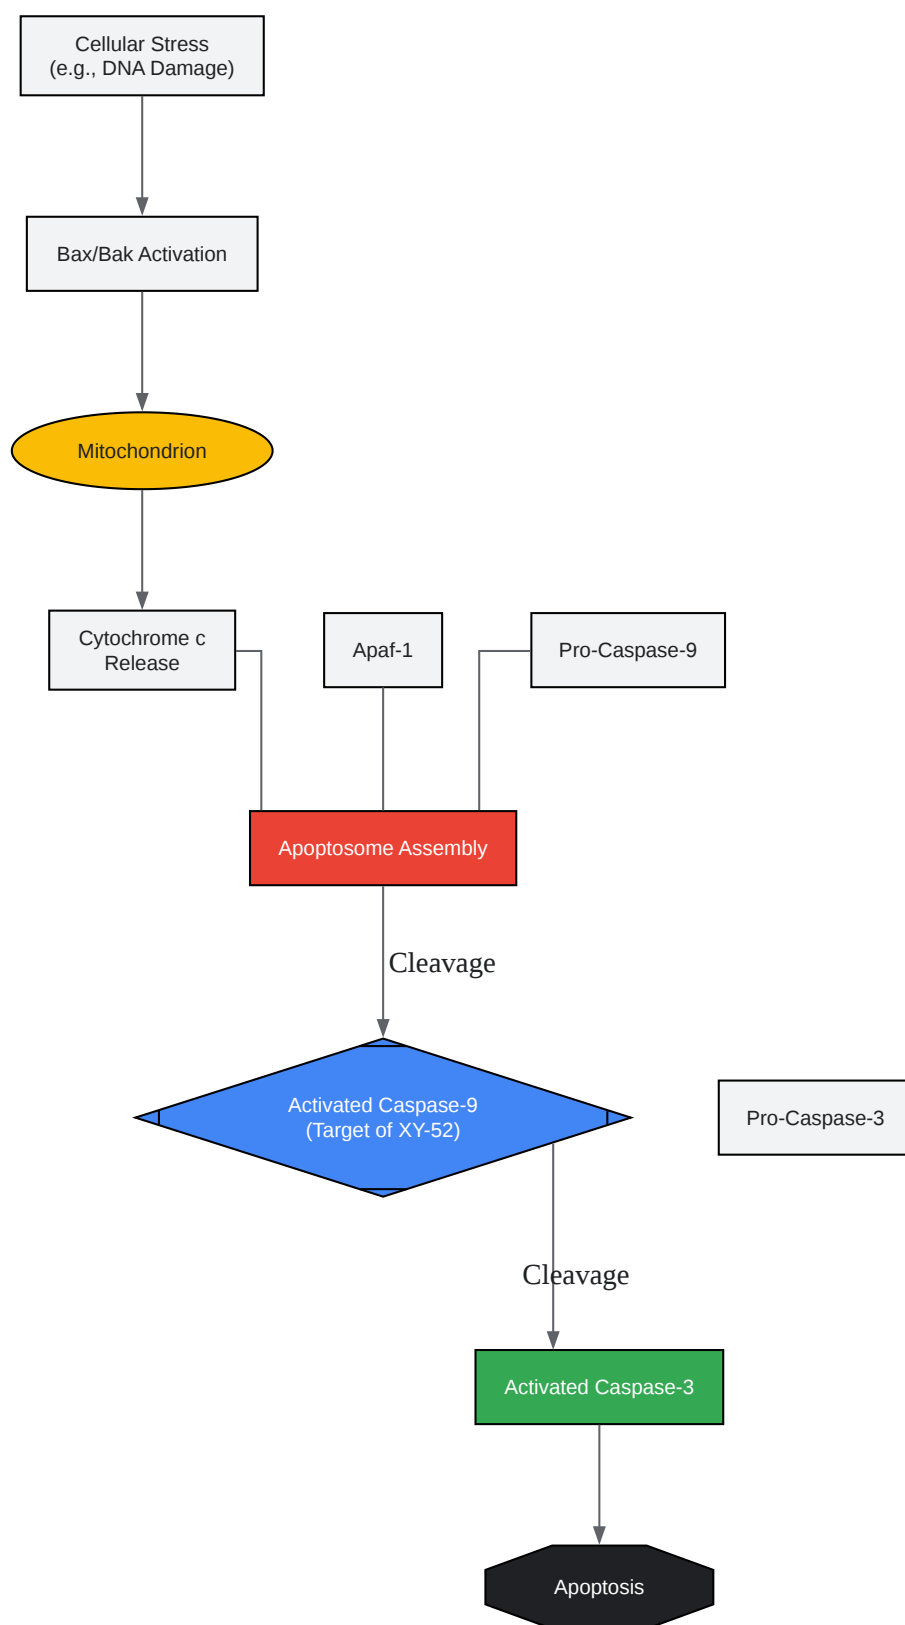 Cellular Stress
(e.g., DNA Damage)
Bax/Bak Activation
Mitochondrion
Cytochrome c
Release
Apaf-1
Pro-Caspase-9
Apoptosome Assembly
Cleavage
Activated Caspase-9
(Target of XY-52)
Pro-Caspase-3
Cleavage
Activated Caspase-3
Apoptosis